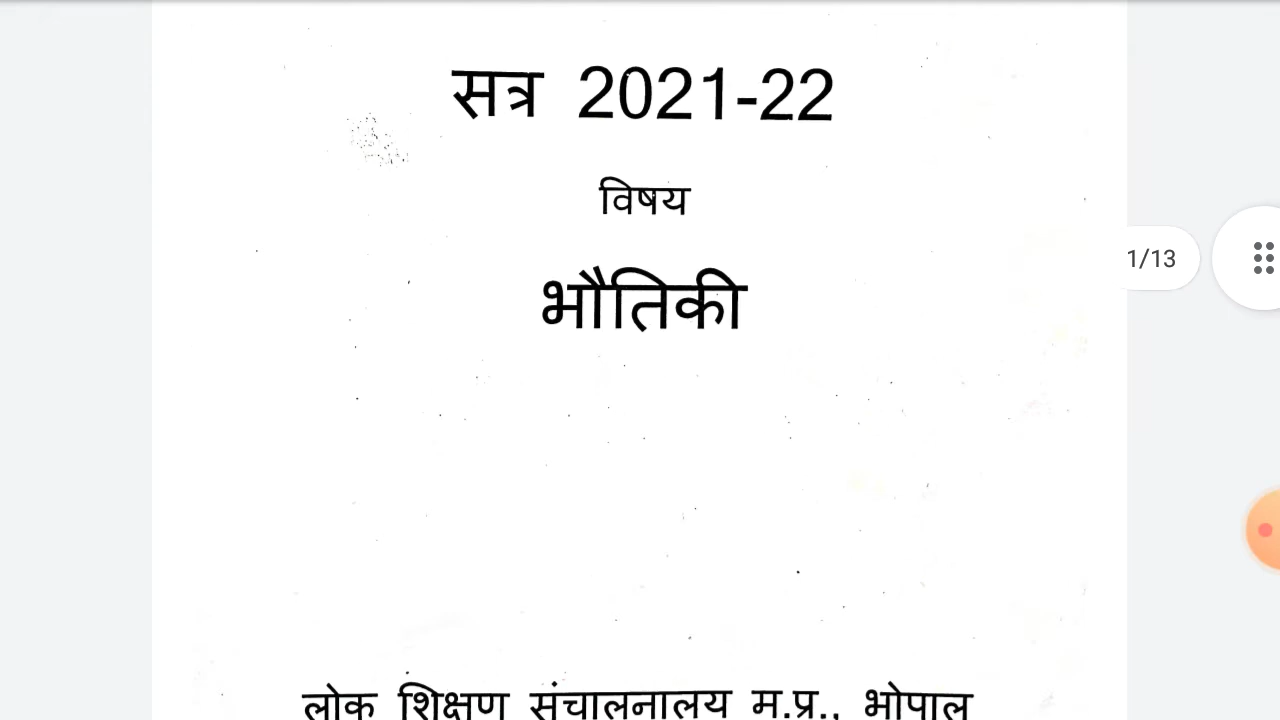 सत्र 2021-22
विषय
भौतिकी
1/13
लोक शिक्षण संचालनालय म.प्र., भोपाल